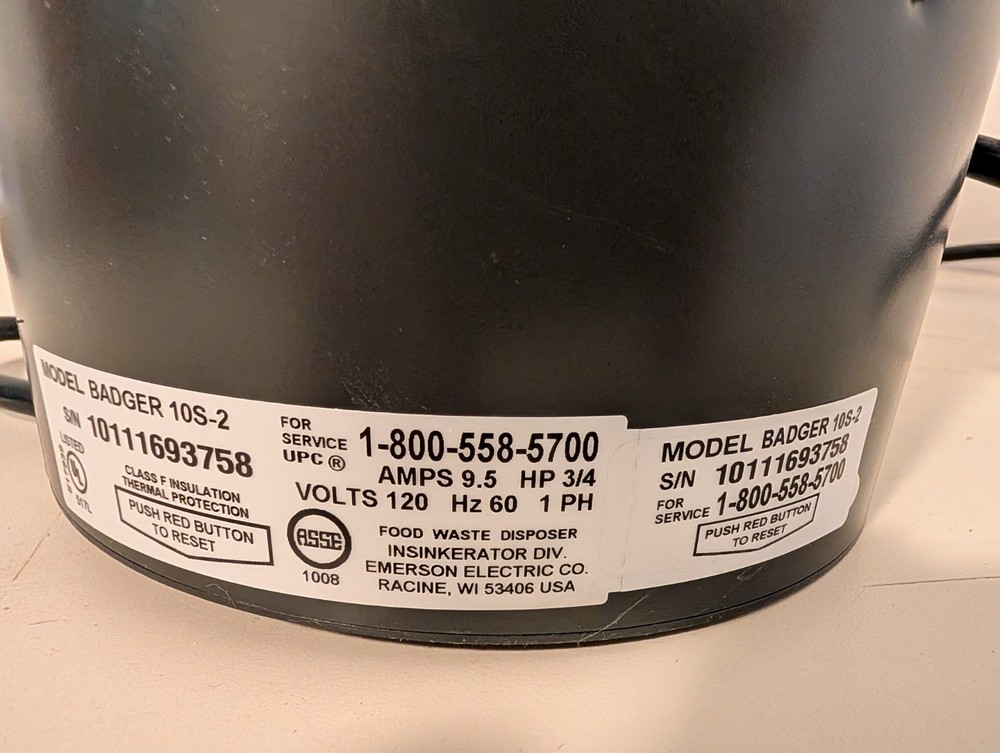 MODEL BADGER 10S-2
S/N 10111693758
LISTED
UL
917L
CLASS F INSULATION
THERMAL PROTECTION
PUSH RED BUTTON
TO RESET
FOR
SERVICE 1-800-558-5700
UPC®
AMPS 9.5 HP 3/4
VOLTS 120 Hz 60 1 PH
ASSE
1008
FOOD WASTE DISPOSER
INSINKERATOR DIV.
EMERSON ELECTRIC CO.
RACINE, WI 53406 USA
MODEL BADGER 10S-2
S/N 10111693758
FOR
SERVICE 1-800-558-5700
PUSH RED BUTTON
TO RESET